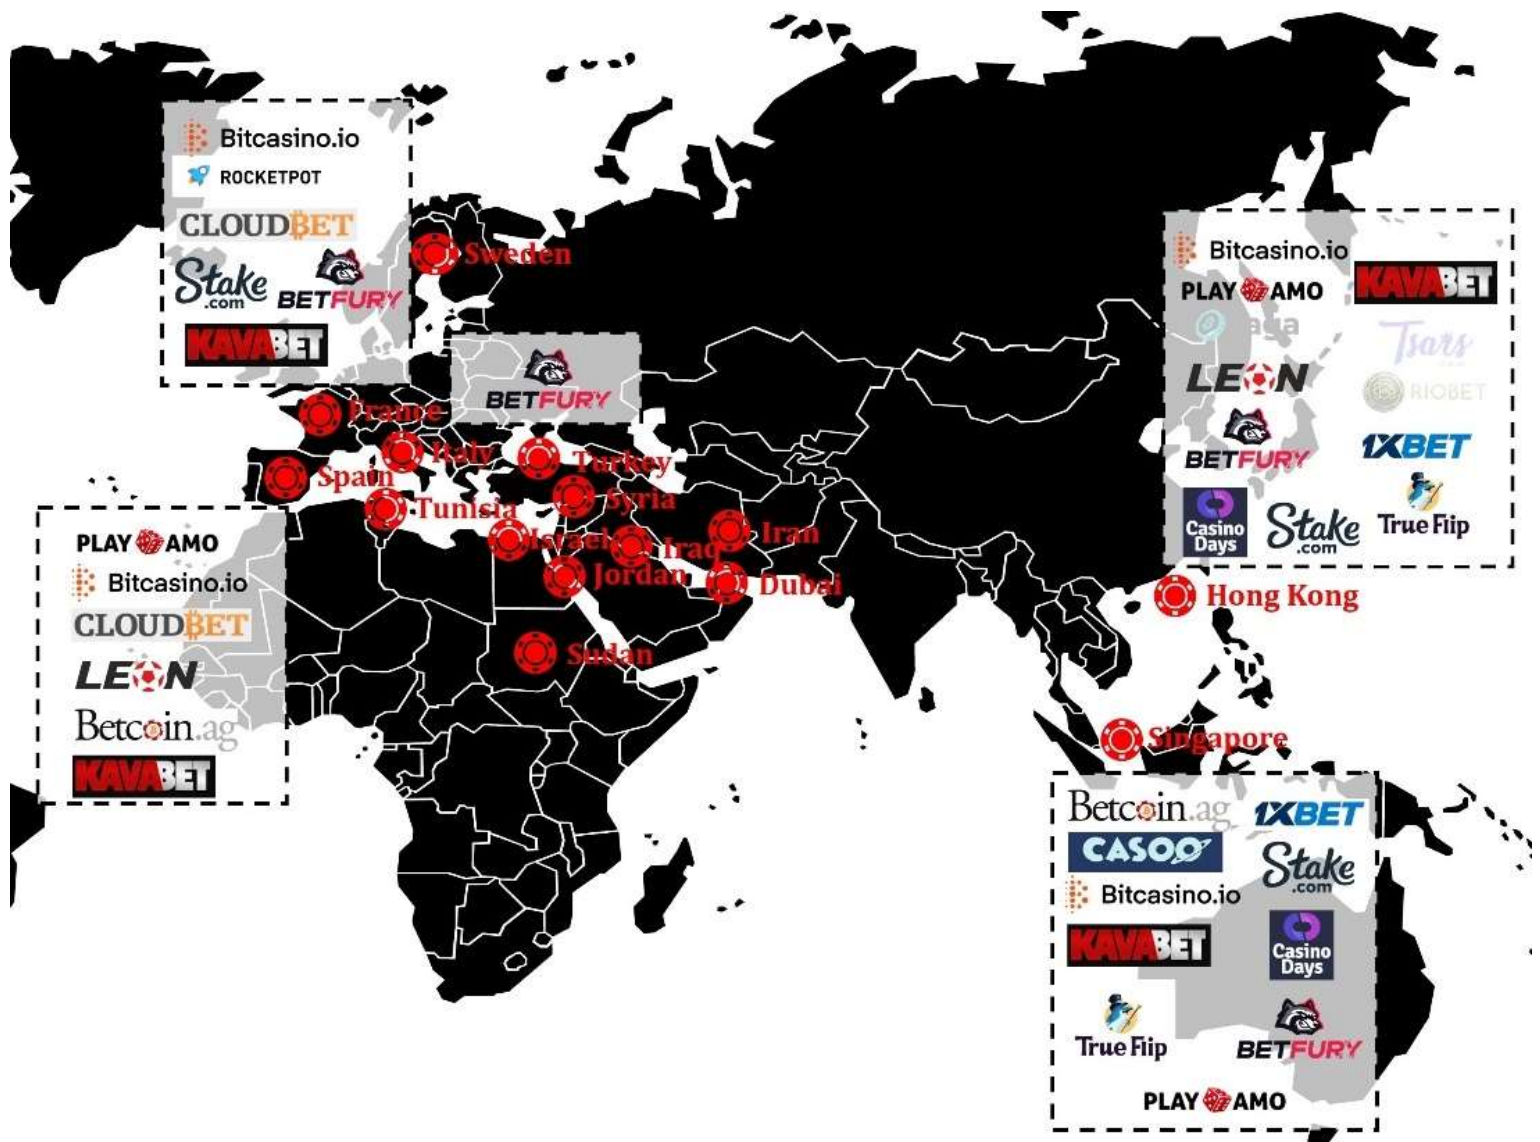 Bitcasino.io
ROCKETPOT
CLOUDBET
Stake
.com
BETFURY
KAVABET
Sweden
BETFURY
France
Italy
Spain
Turkey
Tunisia
Syria
Israel
Iraq
Iran
Jordan
Dubai
Sudan
Hong Kong
Singapore
PLAY AMO
Bitcasino.io
CLOUDBET
LEON
Betcoin.ag
KAVABET
Bitcasino.io
PLAY AMO
KAVABET
Tsars
LEON
RIOBET
BETFURY
1XBET
Casino
Days
Stake
.com
True Flip
Betcoin.ag
1XBET
CASOO
Stake
.com
Bitcasino.io
KAVABET
Casino
Days
True Flip
BETFURY
PLAY AMO